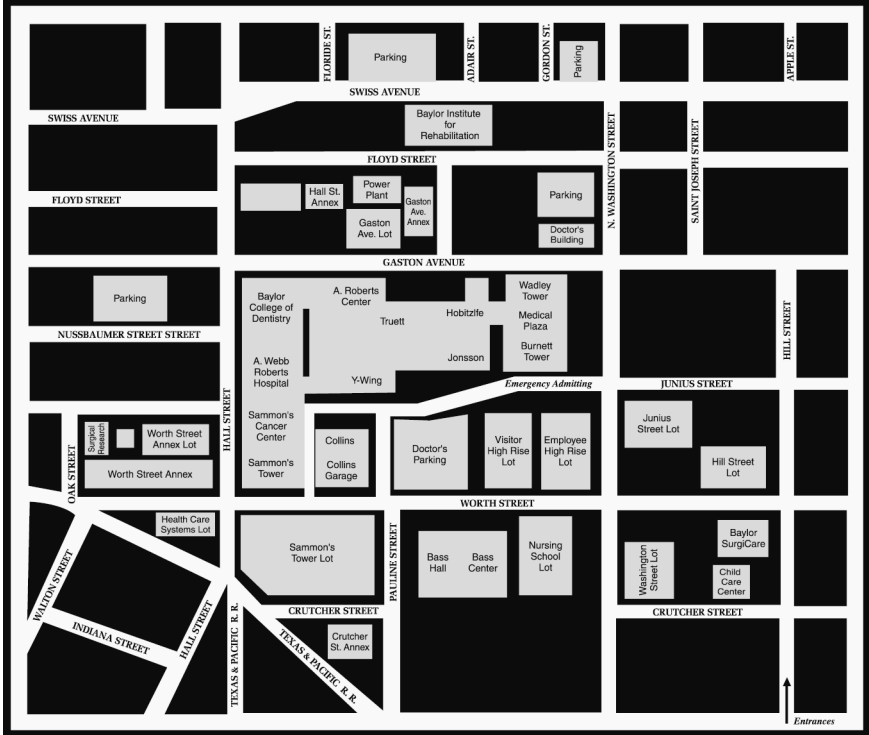 FLORIDE ST.
Parking
ADAIR ST.
GORDON ST.
Parking
APPLE ST.
SWISS AVENUE
SWISS AVENUE
Baylor Institute
for
Rehabilitation
N. WASHINGTON STREET
SAINT JOSEPH STREET
FLOYD STREET
FLOYD STREET
Hall St.
Annex
Power
Plant
Gaston
Ave. Lot
Gaston
Ave.
Annex
Parking
Doctor's
Building
GASTON AVENUE
Parking
NUSSBAUMER STREET STREET
Baylor
College of
Dentistry
A. Roberts
Center
Truett
Hobitzlfe
Wadley
Tower
Medical
Plaza
Burnett
Tower
Jonsson
A. Webb
Roberts
Hospital
Y-Wing
Emergency Admitting
JUNIUS STREET
HILL STREET
HALL STREET
Sammon's
Cancer
Center
Sammon's
Tower
Collins
Collins
Garage
Doctor's
Parking
Visitor
High Rise
Lot
Employee
High Rise
Lot
Junius
Street Lot
Hill Street
Lot
OAK STREET
Surgical
Research
Worth Street
Annex Lot
Worth Street Annex
WORTH STREET
Health Care
Systems Lot
Sammon's
Tower Lot
PAULINE STREET
Bass
Hall
Bass
Center
Nursing
School
Lot
Washington
Street Lot
Baylor
SurgiCare
Child
Care
Center
WALTON STREET
INDIANA STREET
HALL STREET
CRUTCHER STREET
CRUTCHER STREET
TEXAS & PACIFIC R. R.
TEXAS & PACIFIC R. R.
Crutcher
St. Annex
Entrances